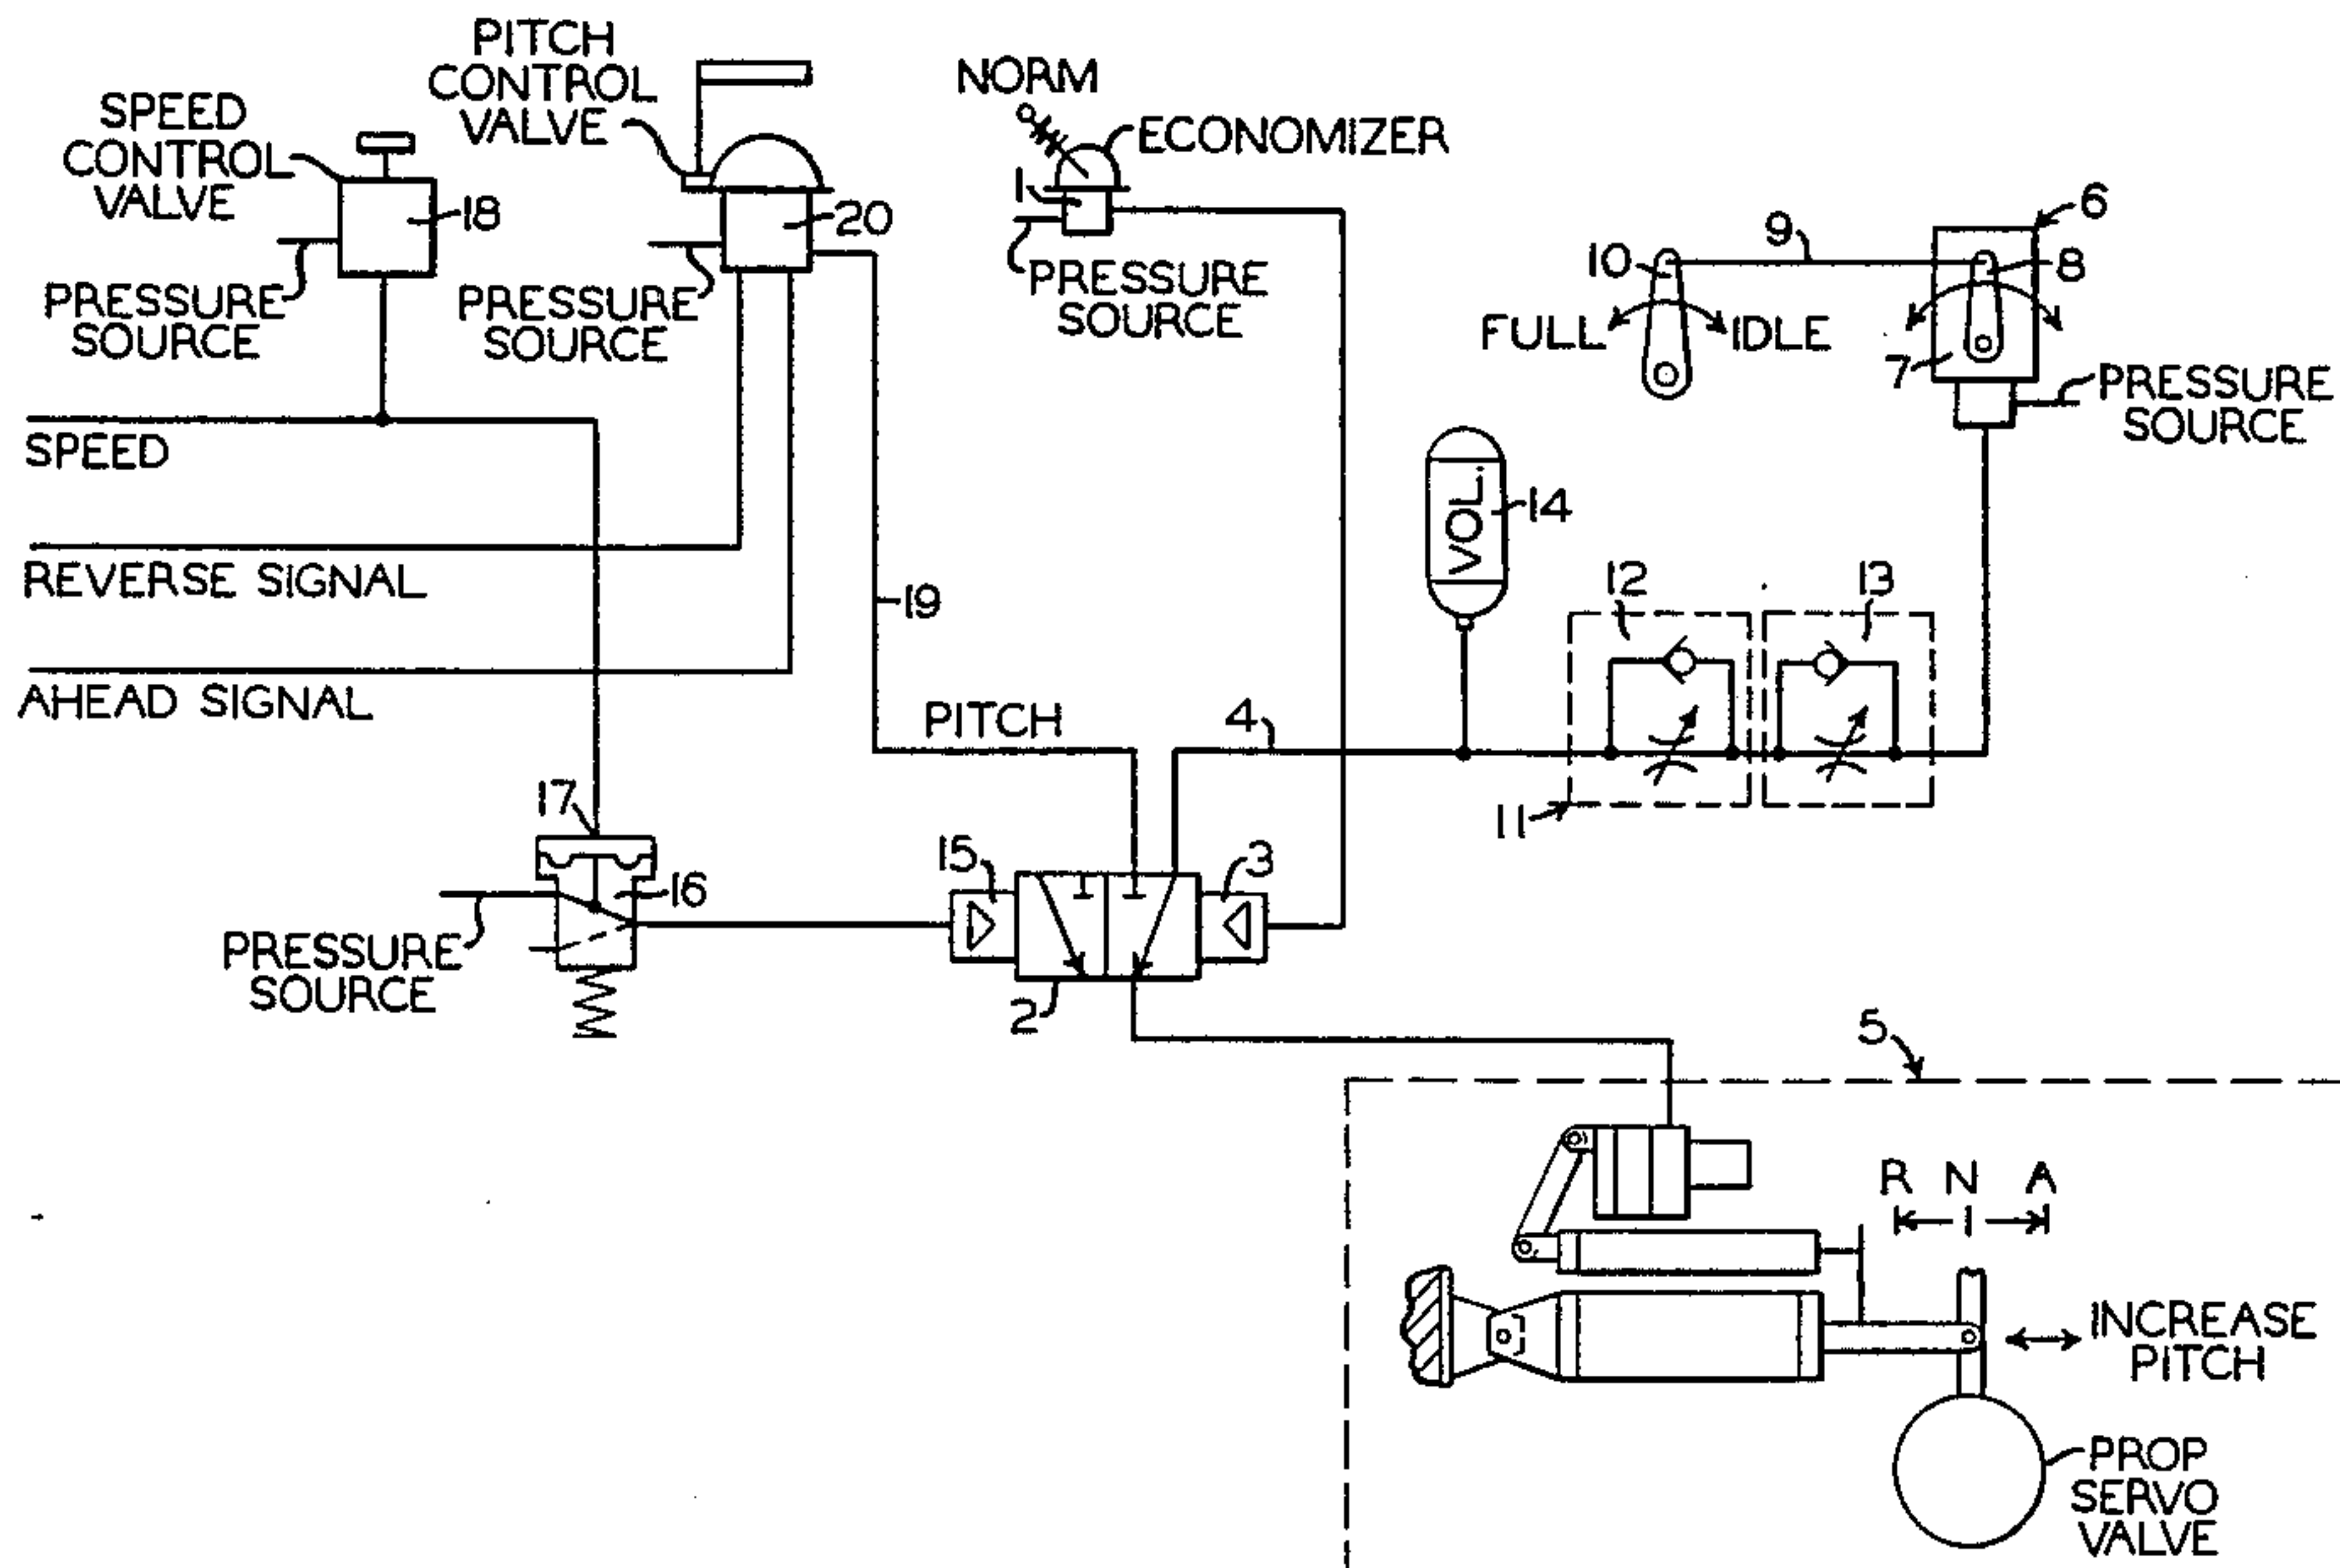 PITCH
CONTROL
VALVE
NORM
SPEED
CONTROL
VALVE
ECONOMIZER
1
18
20
6
9
10
8
PRESSURE
SOURCE
PRESSURE
SOURCE
PRESSURE
SOURCE
FULL
IDLE
7
PRESSURE
SOURCE
SPEED
VOL.
14
REVERSE SIGNAL
19
12
13
AHEAD SIGNAL
PITCH
4
17
11
15
3
16
PRESSURE
SOURCE
2
5
R N A
INCREASE
PITCH
PROP
SERVO
VALVE